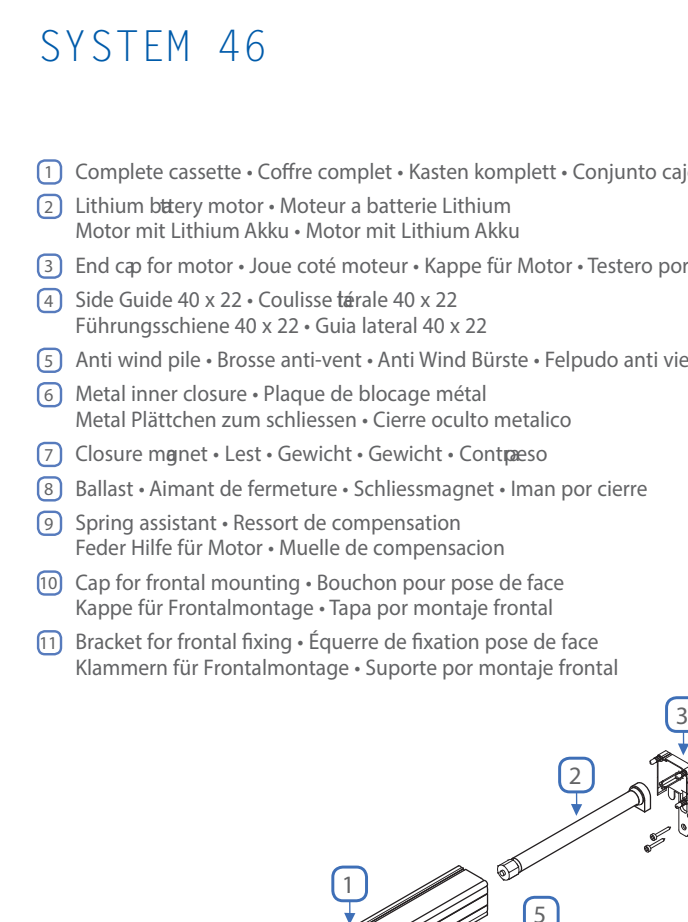 SYSTEM 46
1 Complete cassette • Coffre complet • Kasten komplett • Conjunto caj
2 Lithium battery motor • Moteur a batterie Lithium
Motor mit Lithium Akku • Motor mit Lithium Akku
3 End cap for motor • Joue coté moteur • Kappe für Motor • Testero por
4 Side Guide 40 x 22 • Coulisse latérale 40 x 22
Führungsschiene 40 x 22 • Guia lateral 40 x 22
5 Anti wind pile • Brosse anti-vent • Anti Wind Bürste • Felpudo anti vie
6 Metal inner closure • Plaque de blocage métal
Metal Plättchen zum schliessen • Cierre oculto metalico
7 Closure magnet • Lest • Gewicht • Gewicht • Contrapeso
8 Ballast • Aimant de fermeture • Schliessmagnet • Iman por cierre
9 Spring assistant • Ressort de compensation
Feder Hilfe für Motor • Muelle de compensacion
10 Cap for frontal mounting • Bouchon pour pose de face
Kappe für Frontalmontage • Tapa por montaje frontal
11 Bracket for frontal fixing • Équerre de fixation pose de face
Klammern für Frontalmontage • Suporte por montaje frontal
3
2
1
5